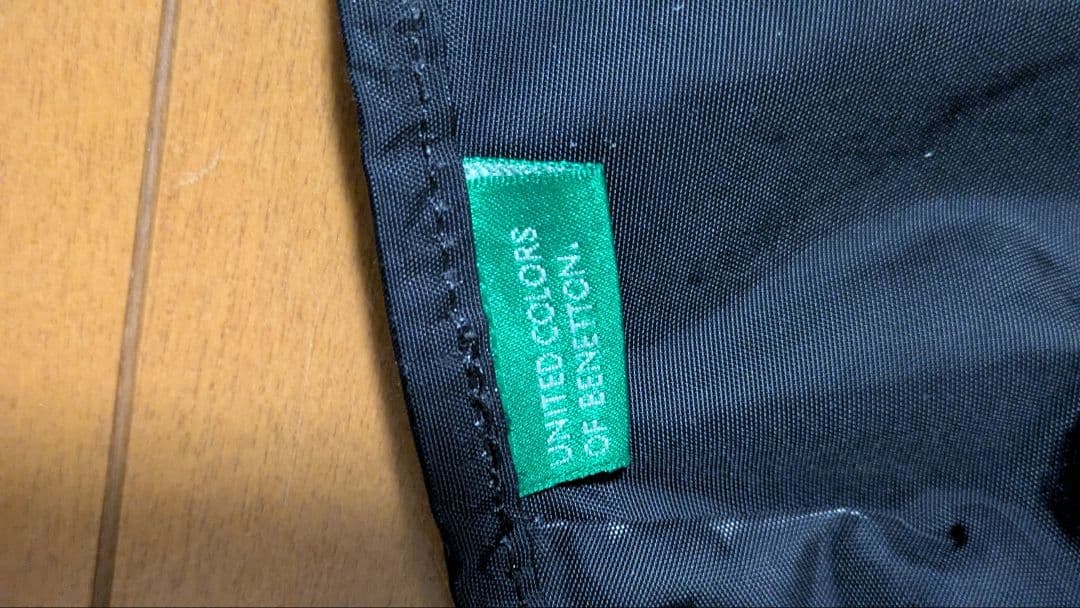 UNITED COLORS
OF BENETTON.